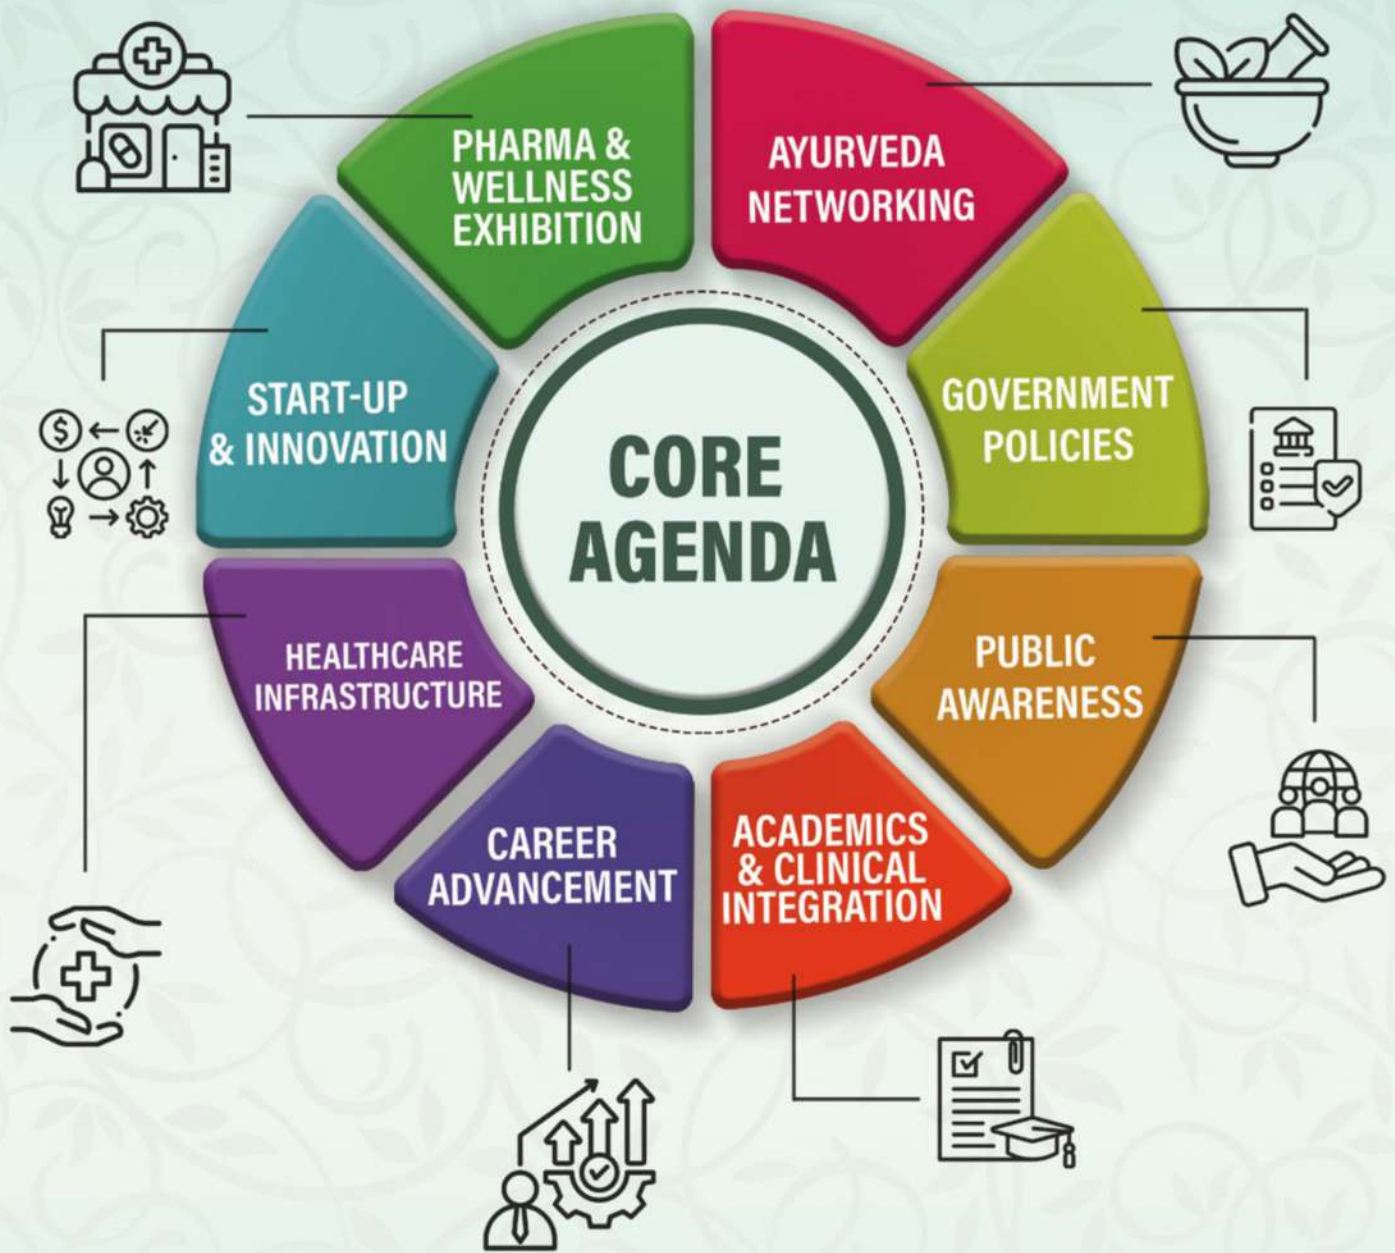 PHARMA &
WELLNESS
EXHIBITION
AYURVEDA
NETWORKING
START-UP
& INNOVATION
GOVERNMENT
POLICIES
CORE
AGENDA
HEALTHCARE
INFRASTRUCTURE
PUBLIC
AWARENESS
CAREER
ADVANCEMENT
ACADEMICS
& CLINICAL
INTEGRATION
$